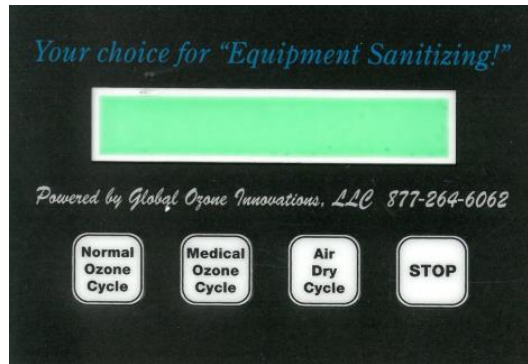 Your choice for “Equipment Sanitizing!”
Powered by Global Ozone Innovations, LLC 877-264-6062
Normal
Ozone
Cycle
Medical
Ozone
Cycle
Air
Dry
Cycle
STOP